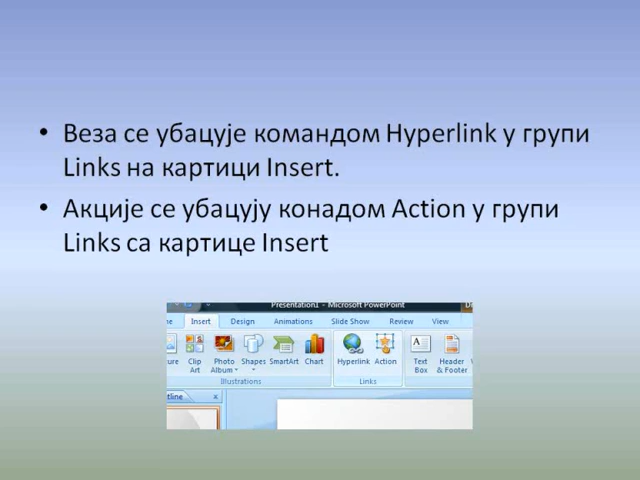 • Веза се убацује командом Hyperlink у групи
Links на картици Insert.
• Акције се убацују конадом Action у групи
Links са картице Insert
Presentation1 - Microsoft PowerPoint
Insert Design Animations Slide Show Review View
Clip Art Photo Album Shapes SmartArt Chart Hyperlink Action Text Box Header & Footer
Illustrations Links